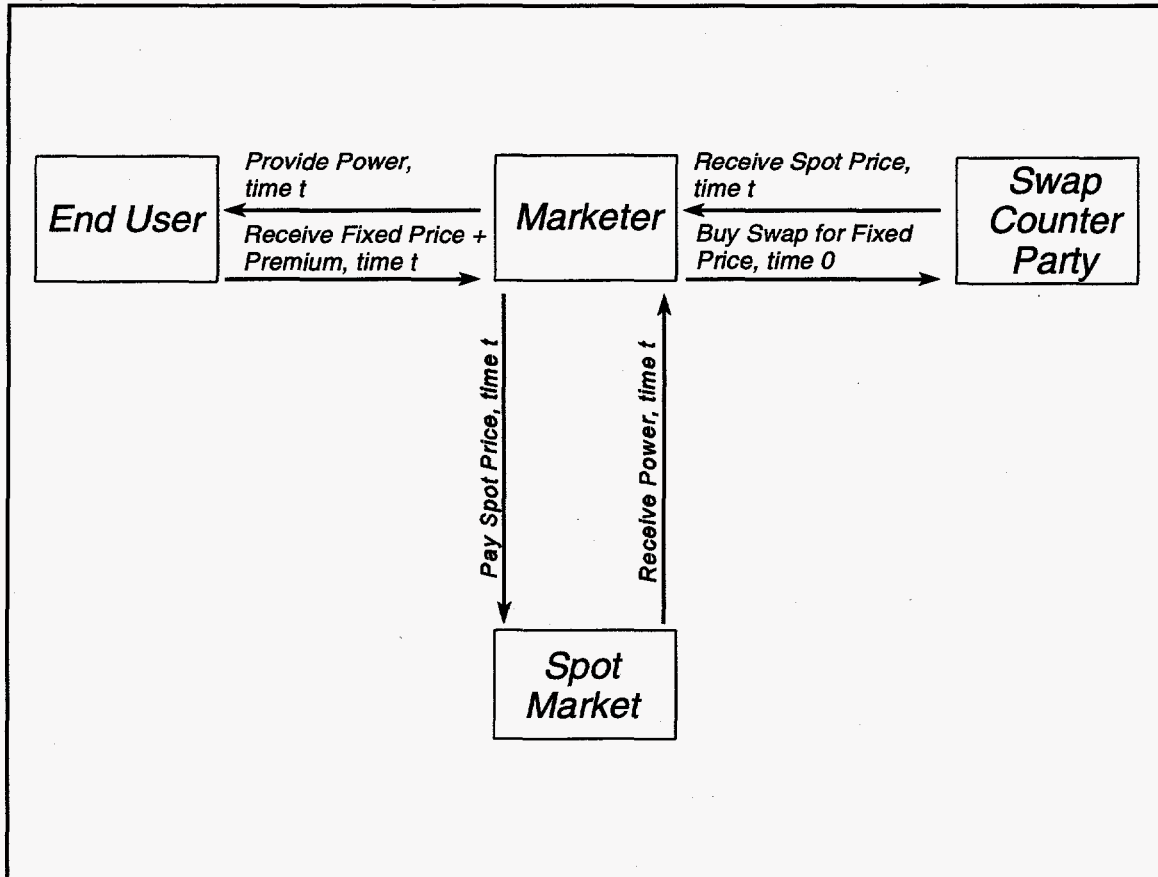 End User
Provide Power,
time t
Receive Fixed Price +
Premium, time t
Marketer
Receive Spot Price,
time t
Buy Swap for Fixed
Price, time 0
Swap
Counter
Party
Pay Spot Price, time t
Receive Power, time t
Spot
Market